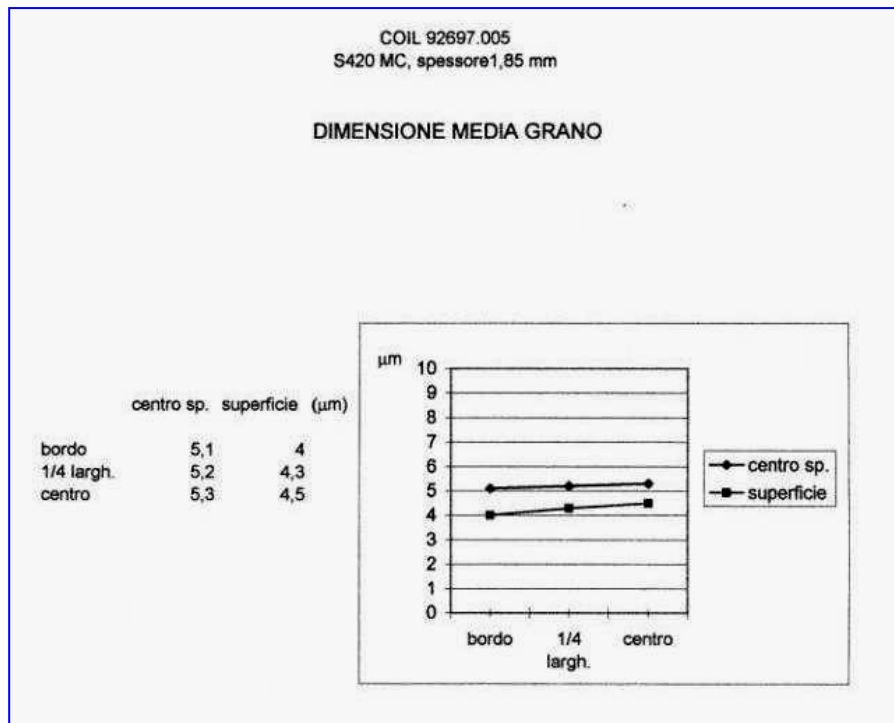 COIL 92697.005
S420 MC, spessore1,85 mm
DIMENSIONE MEDIA GRANO
centro sp. superficie (μm)
bordo 5,1 4
1/4 largh. 5,2 4,3
centro 5,3 4,5
μm
10
9
8
7
6
5
4
3
2
1
0
bordo 1/4 centro
largh.
centro sp.
superficie